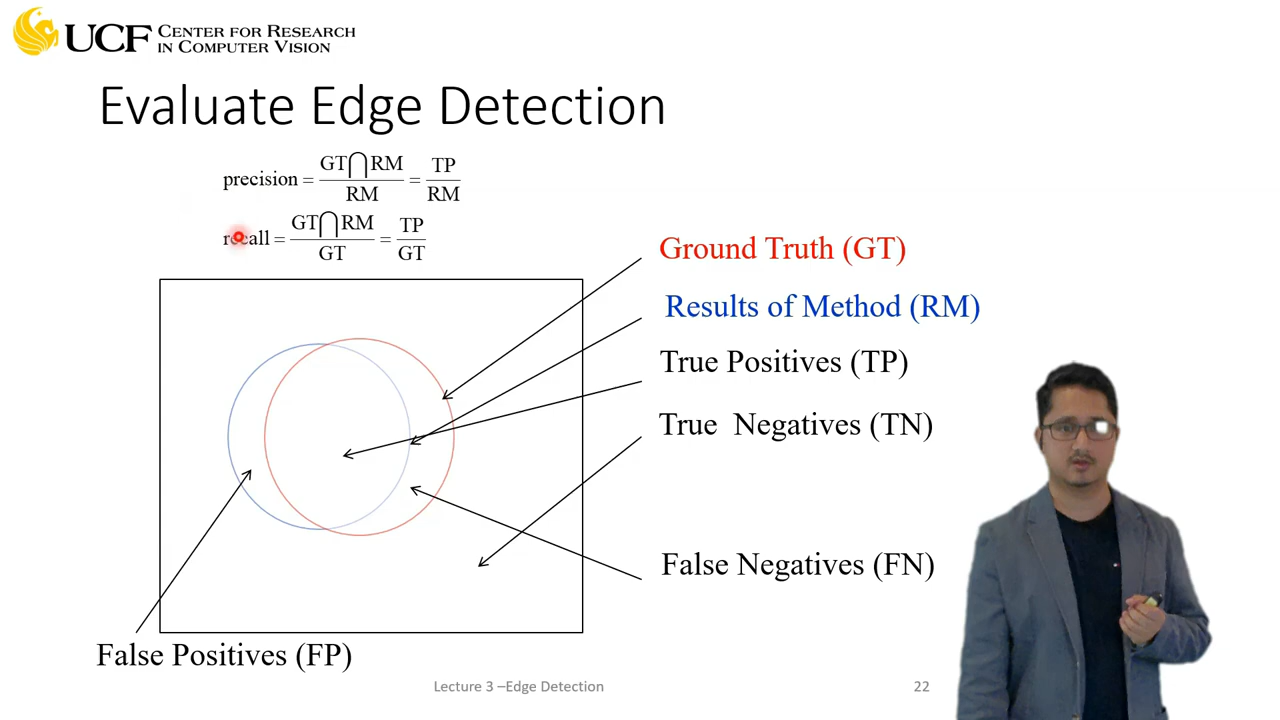 UCF CENTER FOR RESEARCH
IN COMPUTER VISION
Evaluate Edge Detection
precision = GT⋂RM / RM = TP / RM
recall = GT⋂RM / GT = TP / GT
Ground Truth (GT)
Results of Method (RM)
True Positives (TP)
True Negatives (TN)
False Negatives (FN)
False Positives (FP)
Lecture 3 –Edge Detection
22